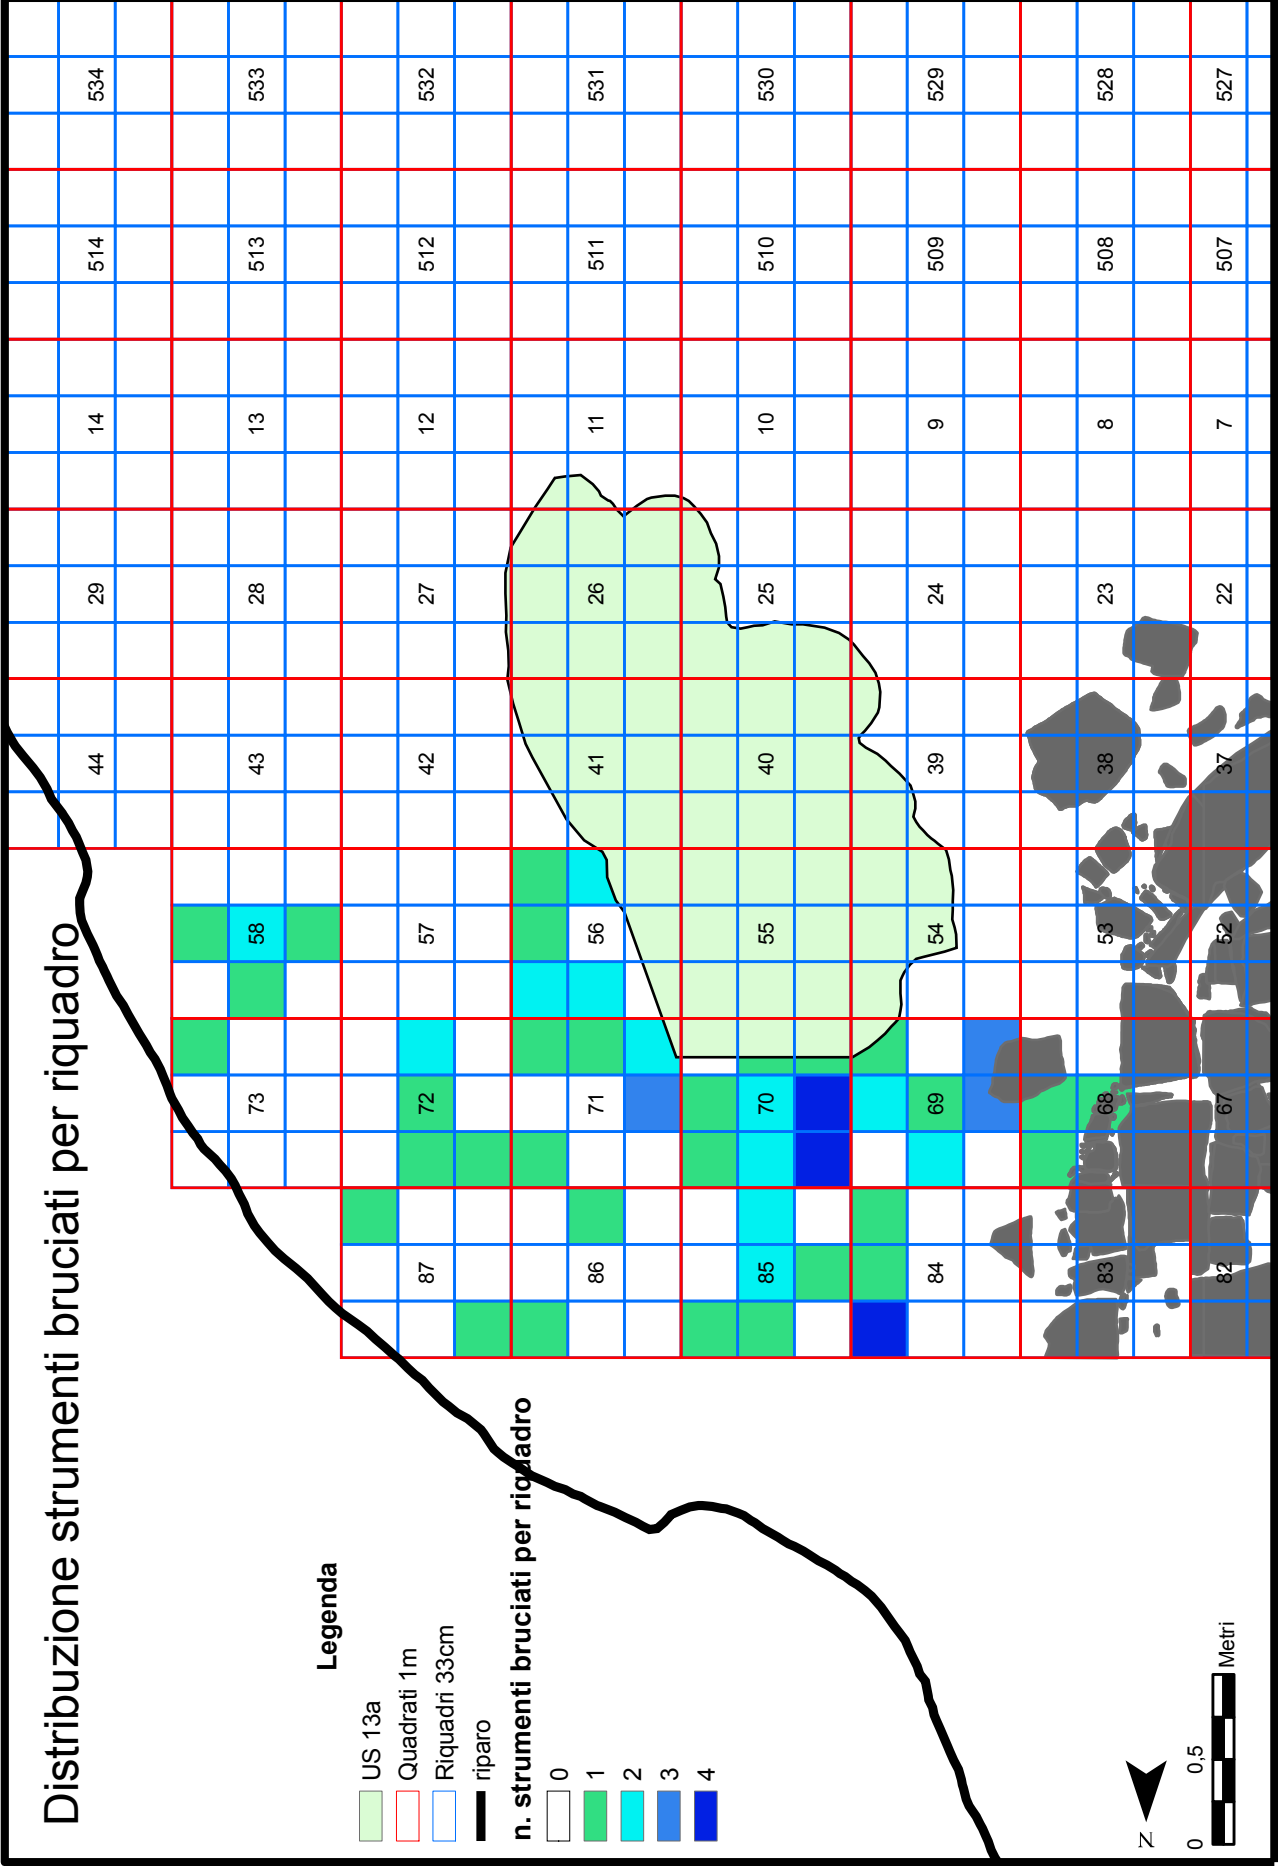 Distribuzione strumenti bruciati per riquadro
Legenda
US 13a
Quadrati 1m
Riquadri 33cm
riparo
n. strumenti bruciati per riquadro
0
1
2
3
4
N
0 0,5
Metri
534 533 532 531 530 529 528 527
514 513 512 511 510 509 508 507
14 13 12 11 10 9 8 7
29 28 27 26 25 24 23 22
44 43 42 41 40 39 38 37
58 57 56 55 54 53 52
73 72 71 70 69 68 67
87 86 85 84 83 82